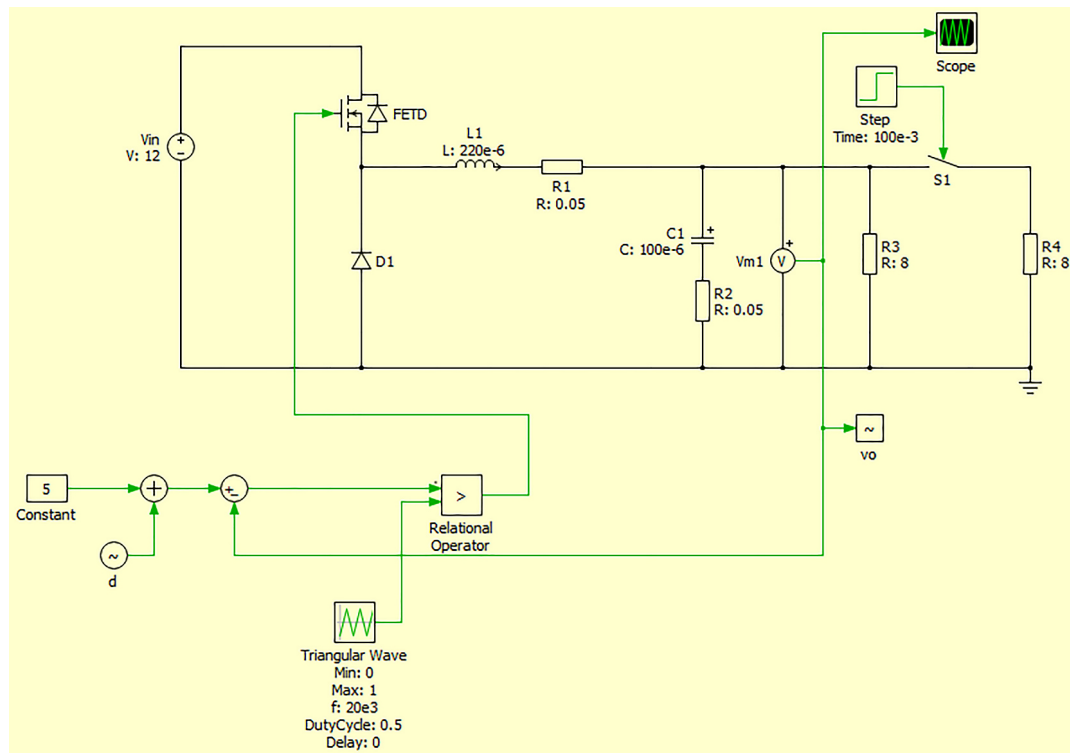 Scope
Step
Time: 100e-3
FETD
Vin
V: 12
L1
L: 220e-6
R1
R: 0.05
S1
D1
C1
C: 100e-6
+
R2
R: 0.05
Vm1
+
V
R3
R: 8
R4
R: 8
~
vo
5
Constant
+
+
−
>
Relational
Operator
~
d
Triangular Wave
Min: 0
Max: 1
f: 20e3
DutyCycle: 0.5
Delay: 0